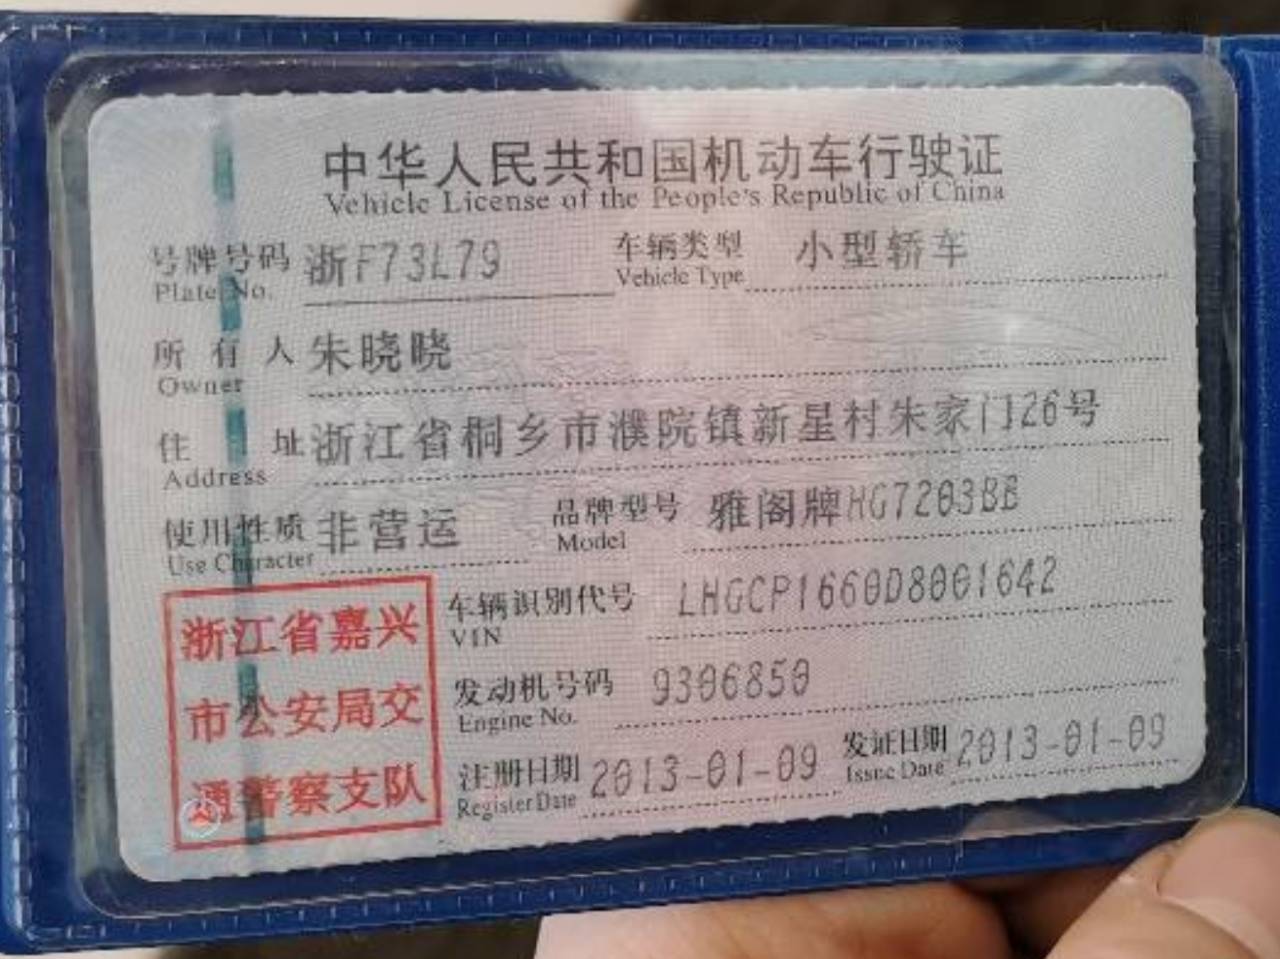 中华人民共和国机动车行驶证
Vehicle License of the People's Republic of China
号牌号码 浙F73L79 车辆类型 小型轿车
Plate No. Vehicle Type
所有人 朱晓晓
Owner
住址 浙江省桐乡市濮院镇新星村朱家门126号
Address
使用性质 非营运 品牌型号 雅阁牌HG7203BB
Use Character Model
车辆识别代号 LHGCP1660D8001642
VIN
发动机号码 9306850
Engine No.
注册日期 2013-01-09 发证日期 2013-01-09
Register Date Issue Date
浙江省嘉兴
市公安局交
通警察支队